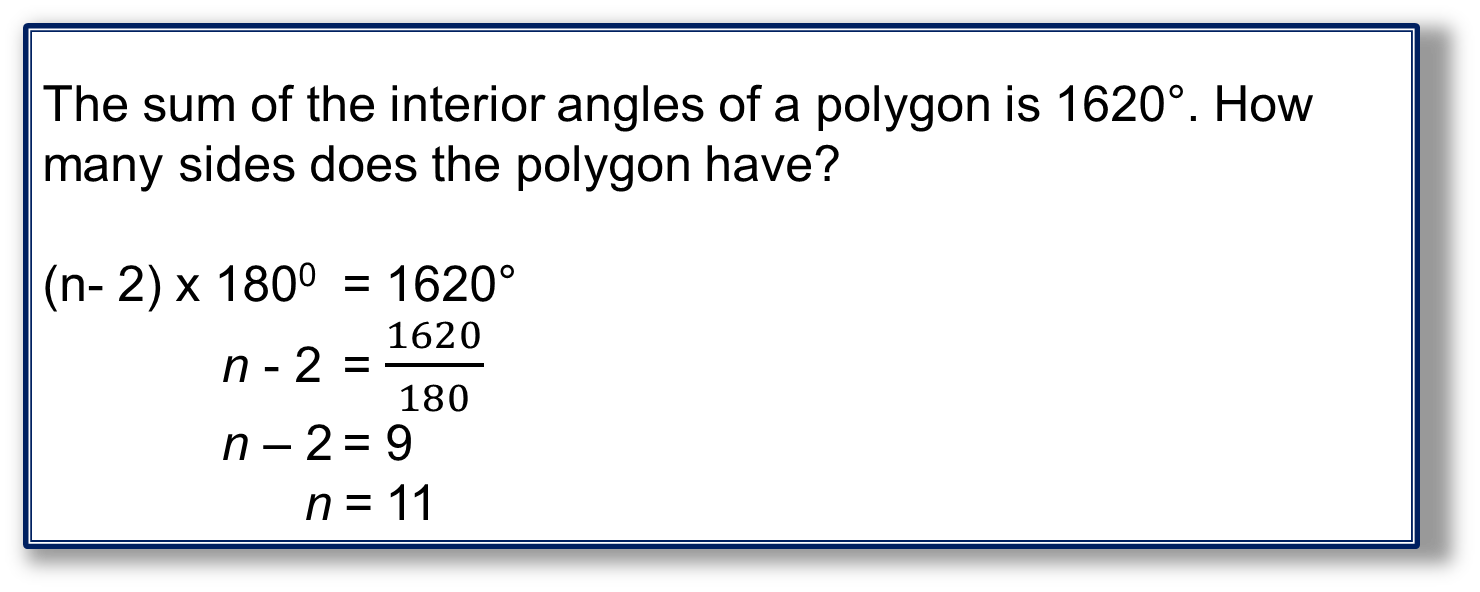 The sum of the interior angles of a polygon is 1620°. How
many sides does the polygon have?
(n- 2) x 180⁰ = 1620°
n - 2 = 1620/180
n – 2 = 9
n = 11